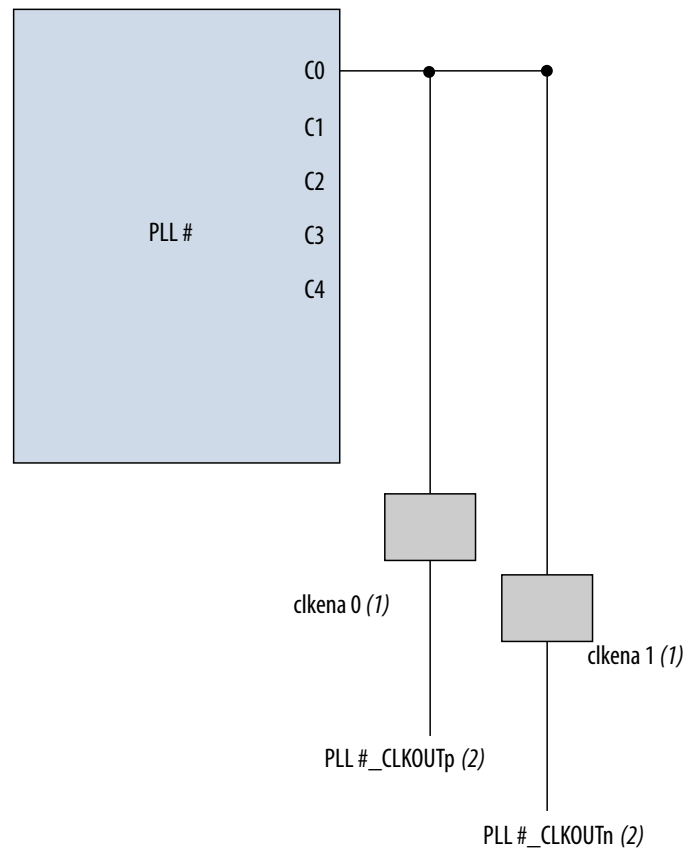 C0
C1
C2
PLL #
C3
C4
clkena 0 (1)
clkena 1 (1)
PLL #_CLKOUTp (2)
PLL #_CLKOUTn (2)